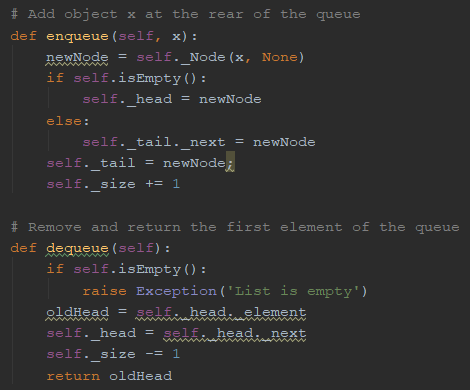 # Add object x at the rear of the queue
def enqueue(self, x):
    newNode = self._Node(x, None)
    if self.isEmpty():
        self._head = newNode
    else:
        self._tail._next = newNode
    self._tail = newNode;
    self._size += 1

# Remove and return the first element of the queue
def dequeue(self):
    if self.isEmpty():
        raise Exception('List is empty')
    oldHead = self._head._element
    self._head = self._head._next
    self._size -= 1
    return oldHead